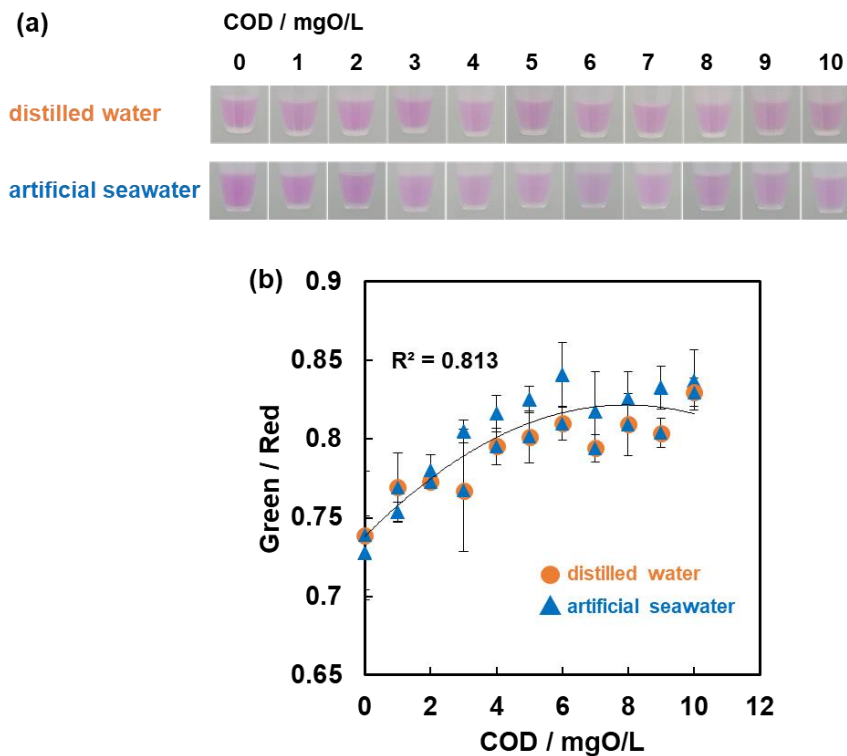 (a)
COD / mgO/L
0 1 2 3 4 5 6 7 8 9 10
distilled water
artificial seawater
(b)
0.9
0.85
0.8
0.75
0.7
0.65
Green / Red
R² = 0.813
distilled water
artificial seawater
0 2 4 6 8 10 12
COD / mgO/L